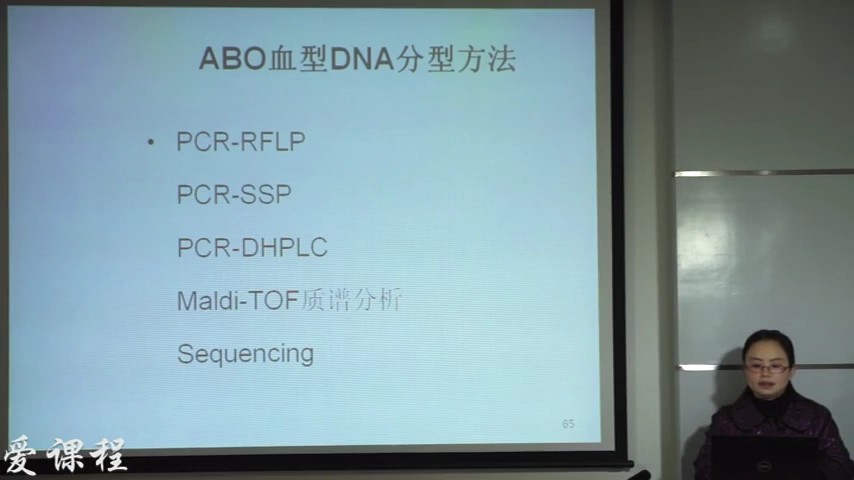 ABO血型DNA分型方法
• PCR-RFLP
PCR-SSP
PCR-DHPLC
Maldi-TOF质谱分析
Sequencing
65
爱课程
DELL